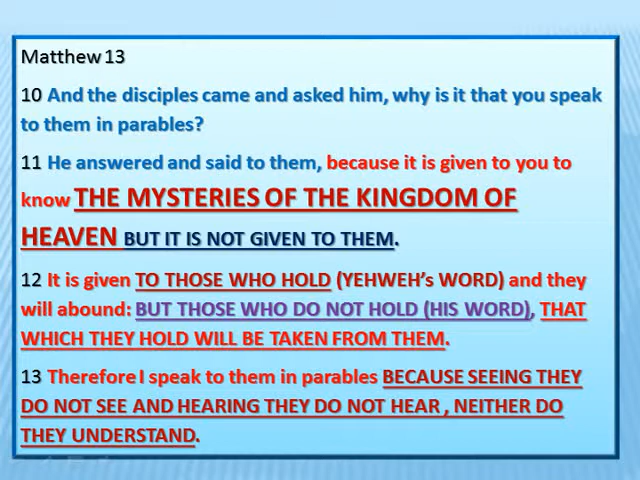 Matthew 13
10 And the disciples came and asked him, why is it that you speak
to them in parables?
11 He answered and said to them, because it is given to you to
know THE MYSTERIES OF THE KINGDOM OF
HEAVEN BUT IT IS NOT GIVEN TO THEM.
12 It is given TO THOSE WHO HOLD (YEHWEH's WORD) and they
will abound: BUT THOSE WHO DO NOT HOLD (HIS WORD), THAT
WHICH THEY HOLD WILL BE TAKEN FROM THEM.
13 Therefore I speak to them in parables BECAUSE SEEING THEY
DO NOT SEE AND HEARING THEY DO NOT HEAR , NEITHER DO
THEY UNDERSTAND.